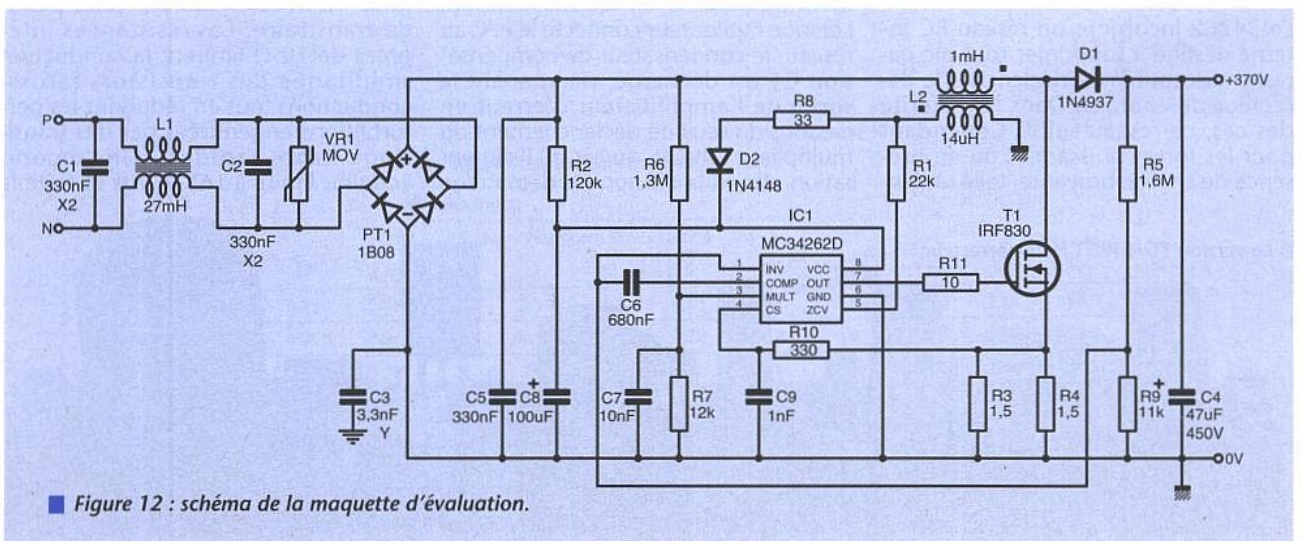 P
N
C1
330nF
X2
L1
27mH
C2
330nF
X2
VR1
MOV
PT1
1B08
C3
3,3nF
Y
R2
120k
C5
330nF
C8
100uF
R6
1,3M
C6
680nF
C7
10nF
R7
12k
R8
33
D2
1N4148
IC1
MC34262D
1 INV VCC 8
2 COMP OUT 7
3 MULT GND 6
4 CS ZCV 5
R10
330
C9
1nF
R1
22k
1mH
L2
14uH
R11
10
T1
IRF830
D1
1N4937
R5
1,6M
R3
1,5
R4
1,5
R9
11k
C4
47uF
450V
+370V
0V
Figure 12 : schéma de la maquette d'évaluation.